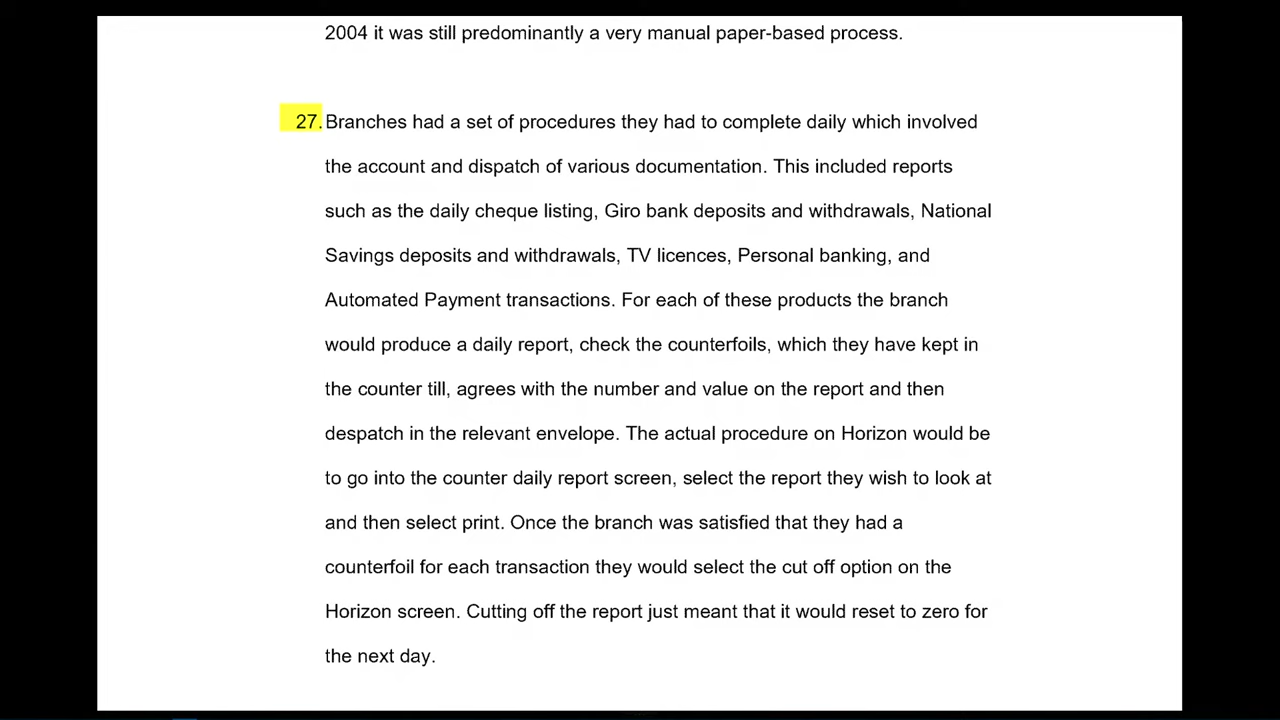 2004 it was still predominantly a very manual paper-based process.
27. Branches had a set of procedures they had to complete daily which involved
the account and dispatch of various documentation. This included reports
such as the daily cheque listing, Giro bank deposits and withdrawals, National
Savings deposits and withdrawals, TV licences, Personal banking, and
Automated Payment transactions. For each of these products the branch
would produce a daily report, check the counterfoils, which they have kept in
the counter till, agrees with the number and value on the report and then
despatch in the relevant envelope. The actual procedure on Horizon would be
to go into the counter daily report screen, select the report they wish to look at
and then select print. Once the branch was satisfied that they had a
counterfoil for each transaction they would select the cut off option on the
Horizon screen. Cutting off the report just meant that it would reset to zero for
the next day.